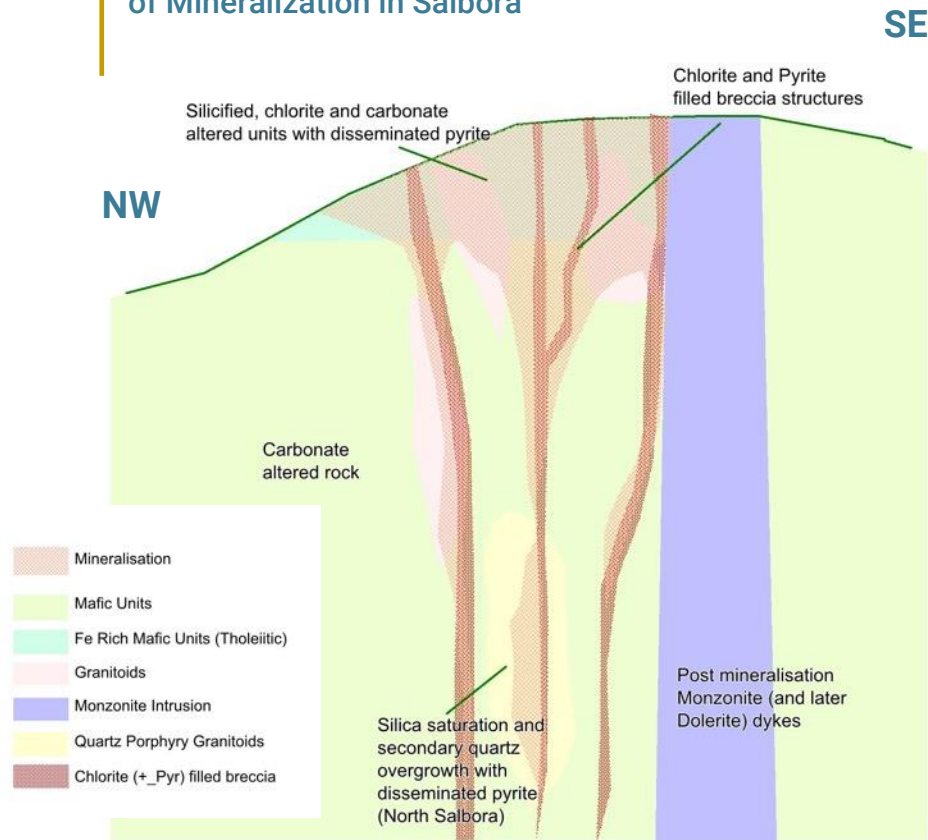 of Mineralization in Salbora
SE
Chlorite and Pyrite
filled breccia structures
Silicified, chlorite and carbonate
altered units with disseminated pyrite
NW
Carbonate
altered rock
Mineralisation
Mafic Units
Fe Rich Mafic Units (Tholeiitic)
Granitoids
Monzonite Intrusion
Quartz Porphyry Granitoids
Chlorite (+_Pyr) filled breccia
Post mineralisation
Monzonite (and later
Dolerite) dykes
Silica saturation and
secondary quartz
overgrowth with
disseminated pyrite
(North Salbora)